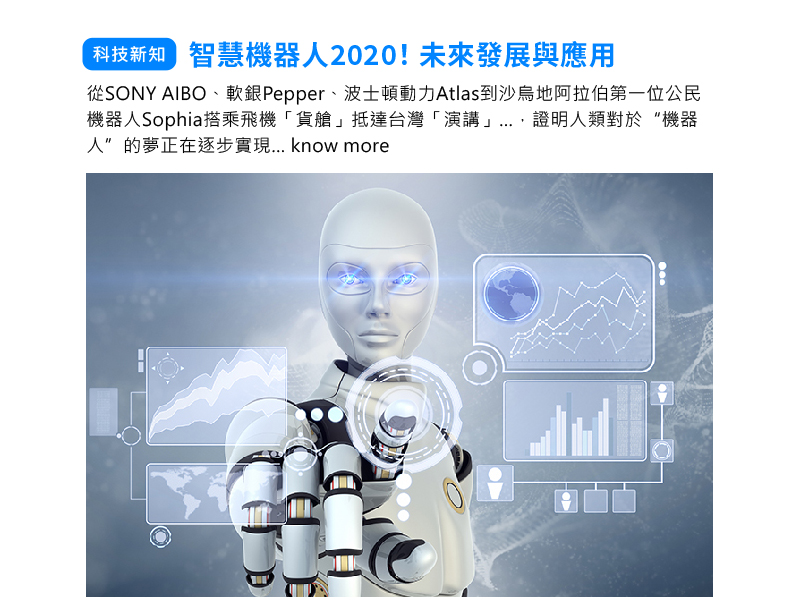 科技新知 智慧機器人2020！未來發展與應用
從SONY AIBO、軟銀Pepper、波士頓動力Atlas到沙烏地阿拉伯第一位公民
機器人Sophia搭乘飛機「貨艙」抵達台灣「演講」...，證明人類對於“機器
人”的夢正在逐步實現... know more